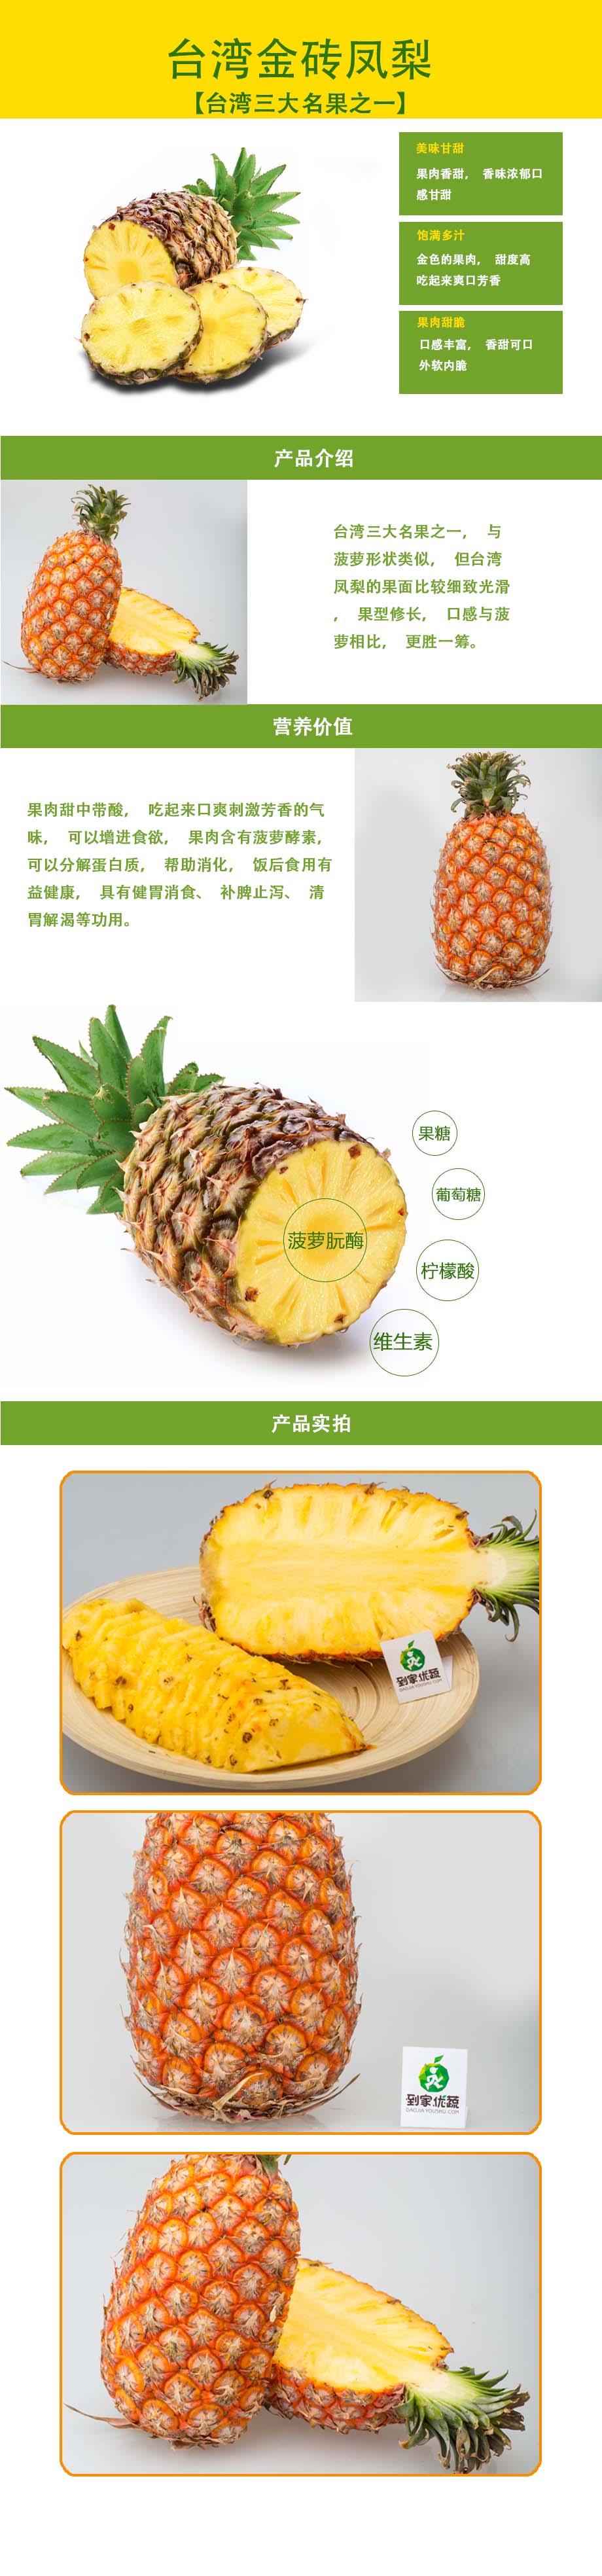 台湾金砖凤梨
【台湾三大名果之一】
美味甘甜
果肉香甜, 香味浓郁口
感甘甜
饱满多汁
金色的果肉, 甜度高
吃起来爽口芳香
果肉甜脆
口感丰富, 香甜可口
外软内脆
产品介绍
台湾三大名果之一, 与
菠萝形状类似, 但台湾
凤梨的果面比较细致光滑
, 果型修长, 口感与菠
萝相比, 更胜一筹。
营养价值
果肉甜中带酸, 吃起来口爽刺激芳香的气
味, 可以增进食欲, 果肉含有菠萝酵素,
可以分解蛋白质, 帮助消化, 饭后食用有
益健康, 具有健胃消食、 补脾止泻、 清
胃解渴等功用。
果糖
葡萄糖
菠萝朊酶
柠檬酸
维生素
产品实拍
到家优蔬
DAOJIA YOUSHU.COM
到家优蔬
DAOJIA YOUSHU.COM